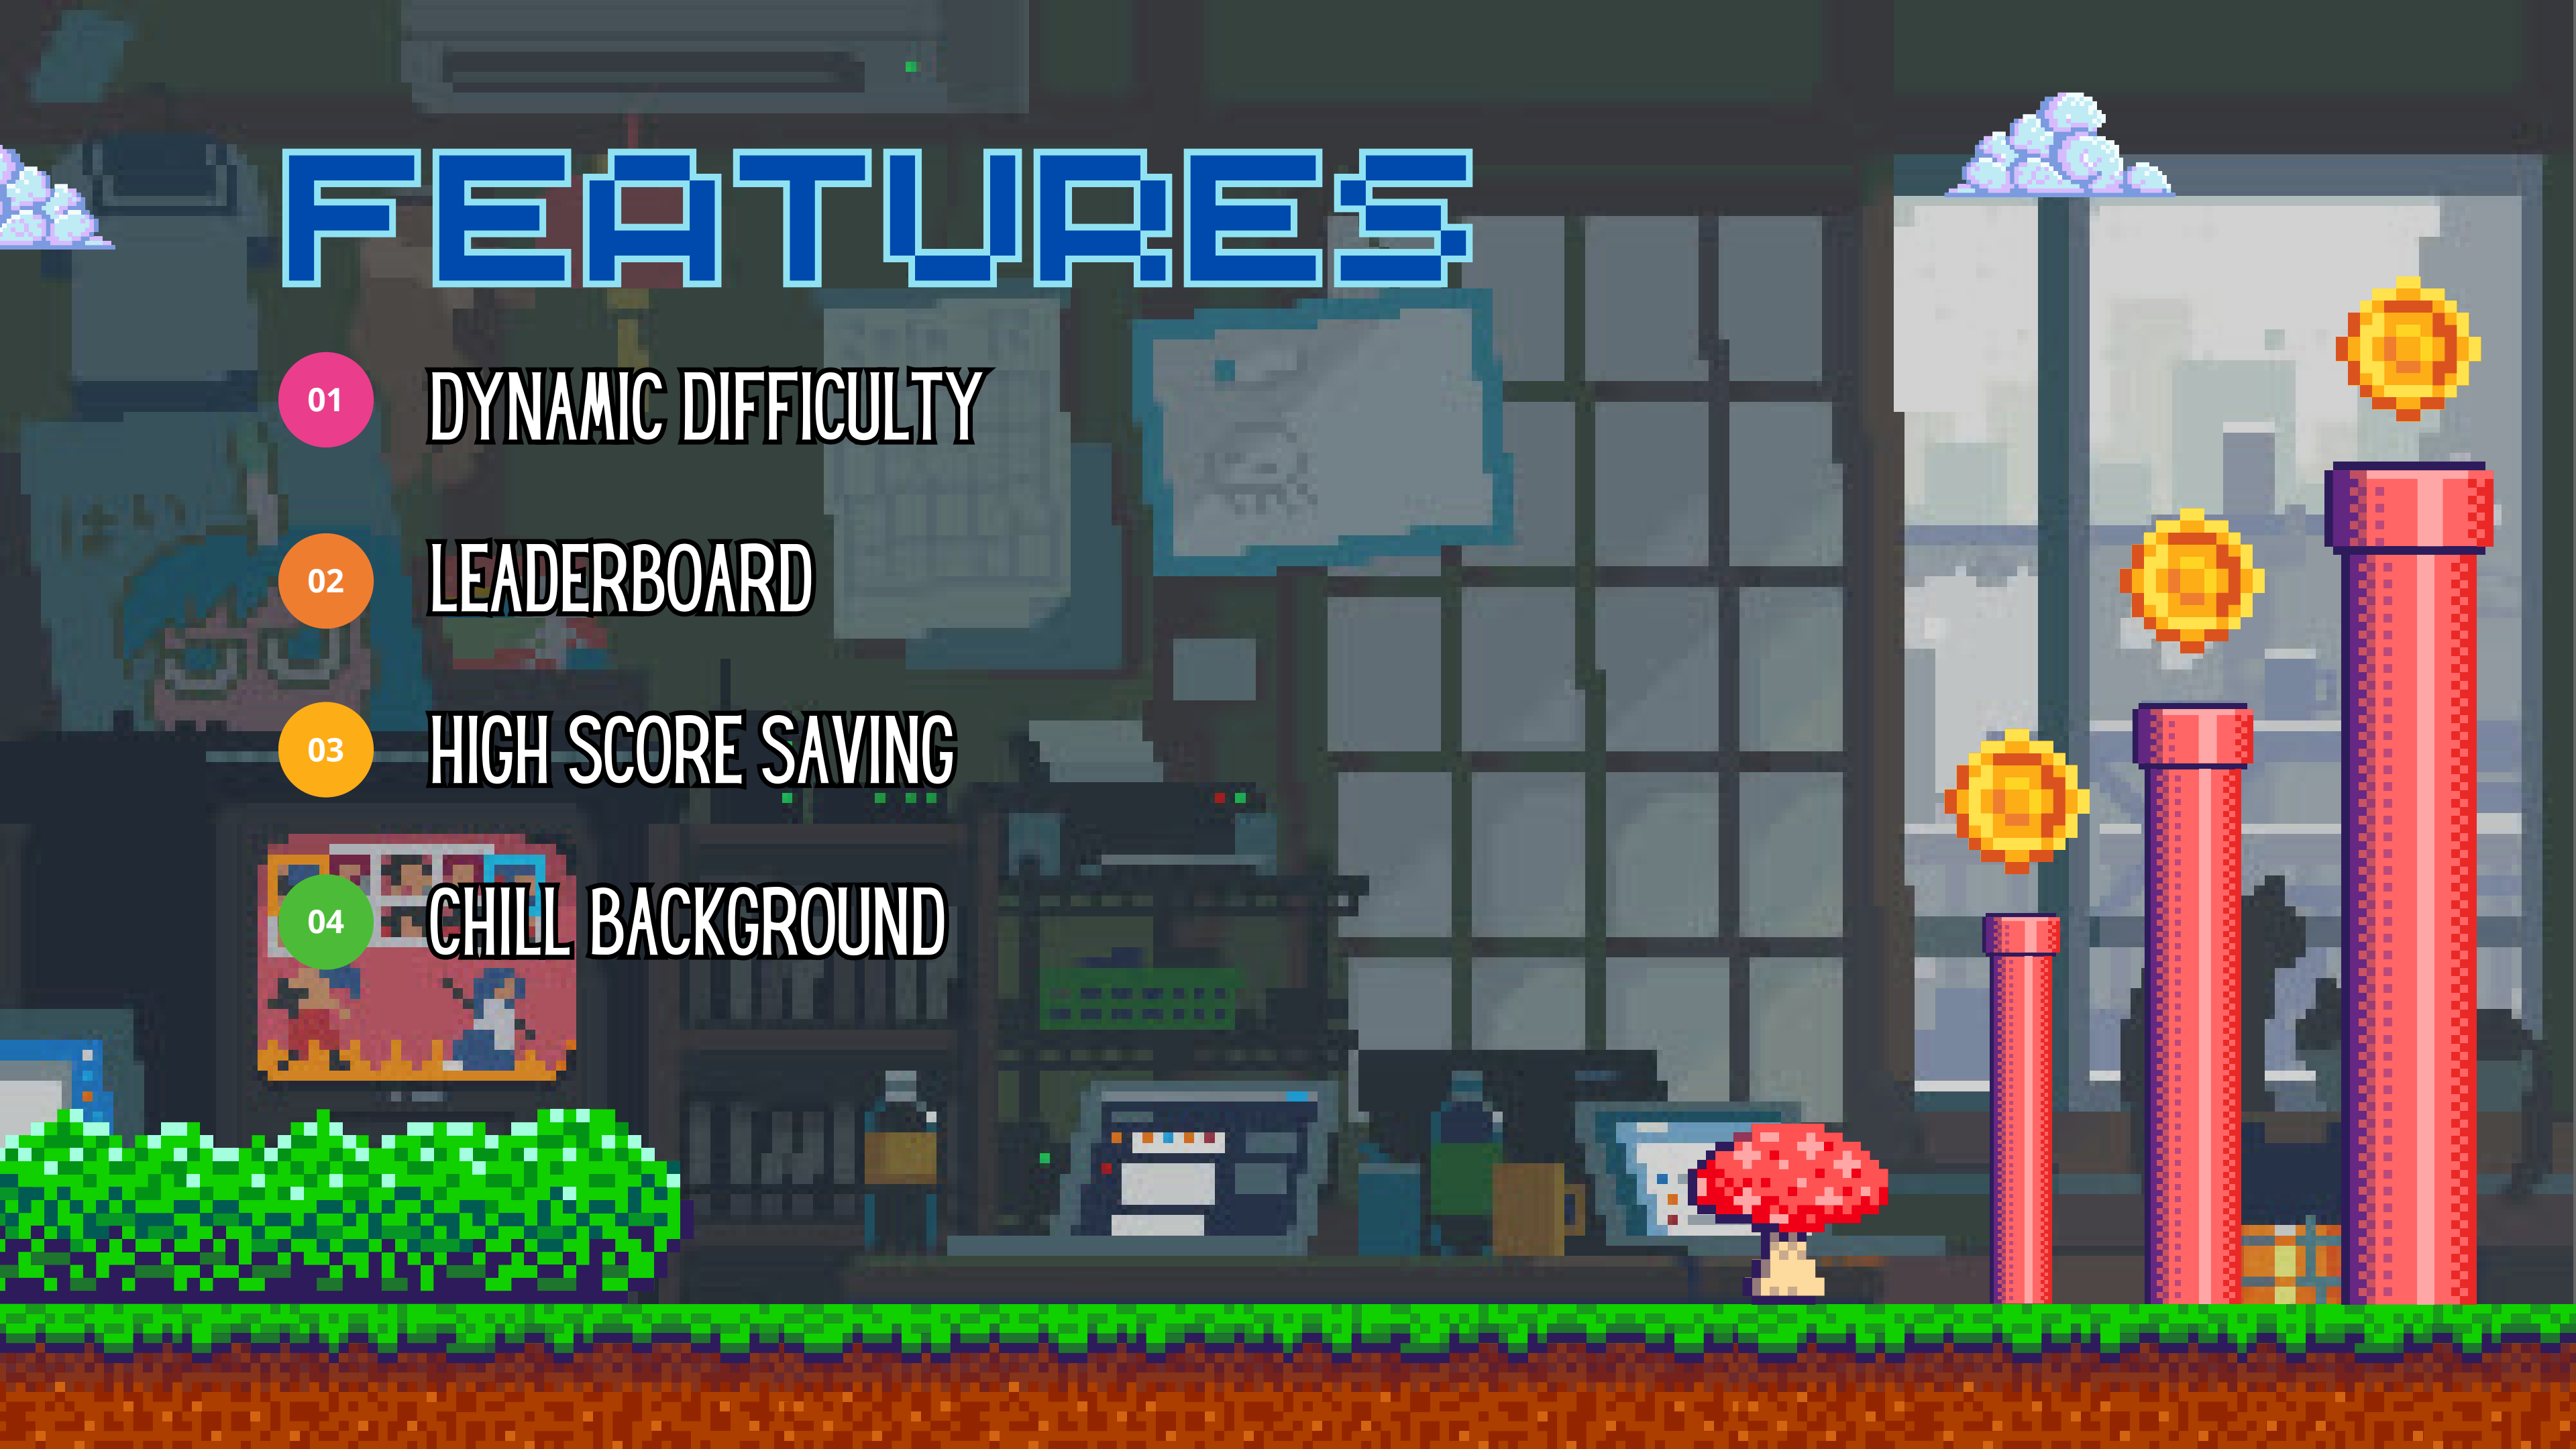 FEATURES
01 DYNAMIC DIFFICULTY
02 LEADERBOARD
03 HIGH SCORE SAVING
04 CHILL BACKGROUND